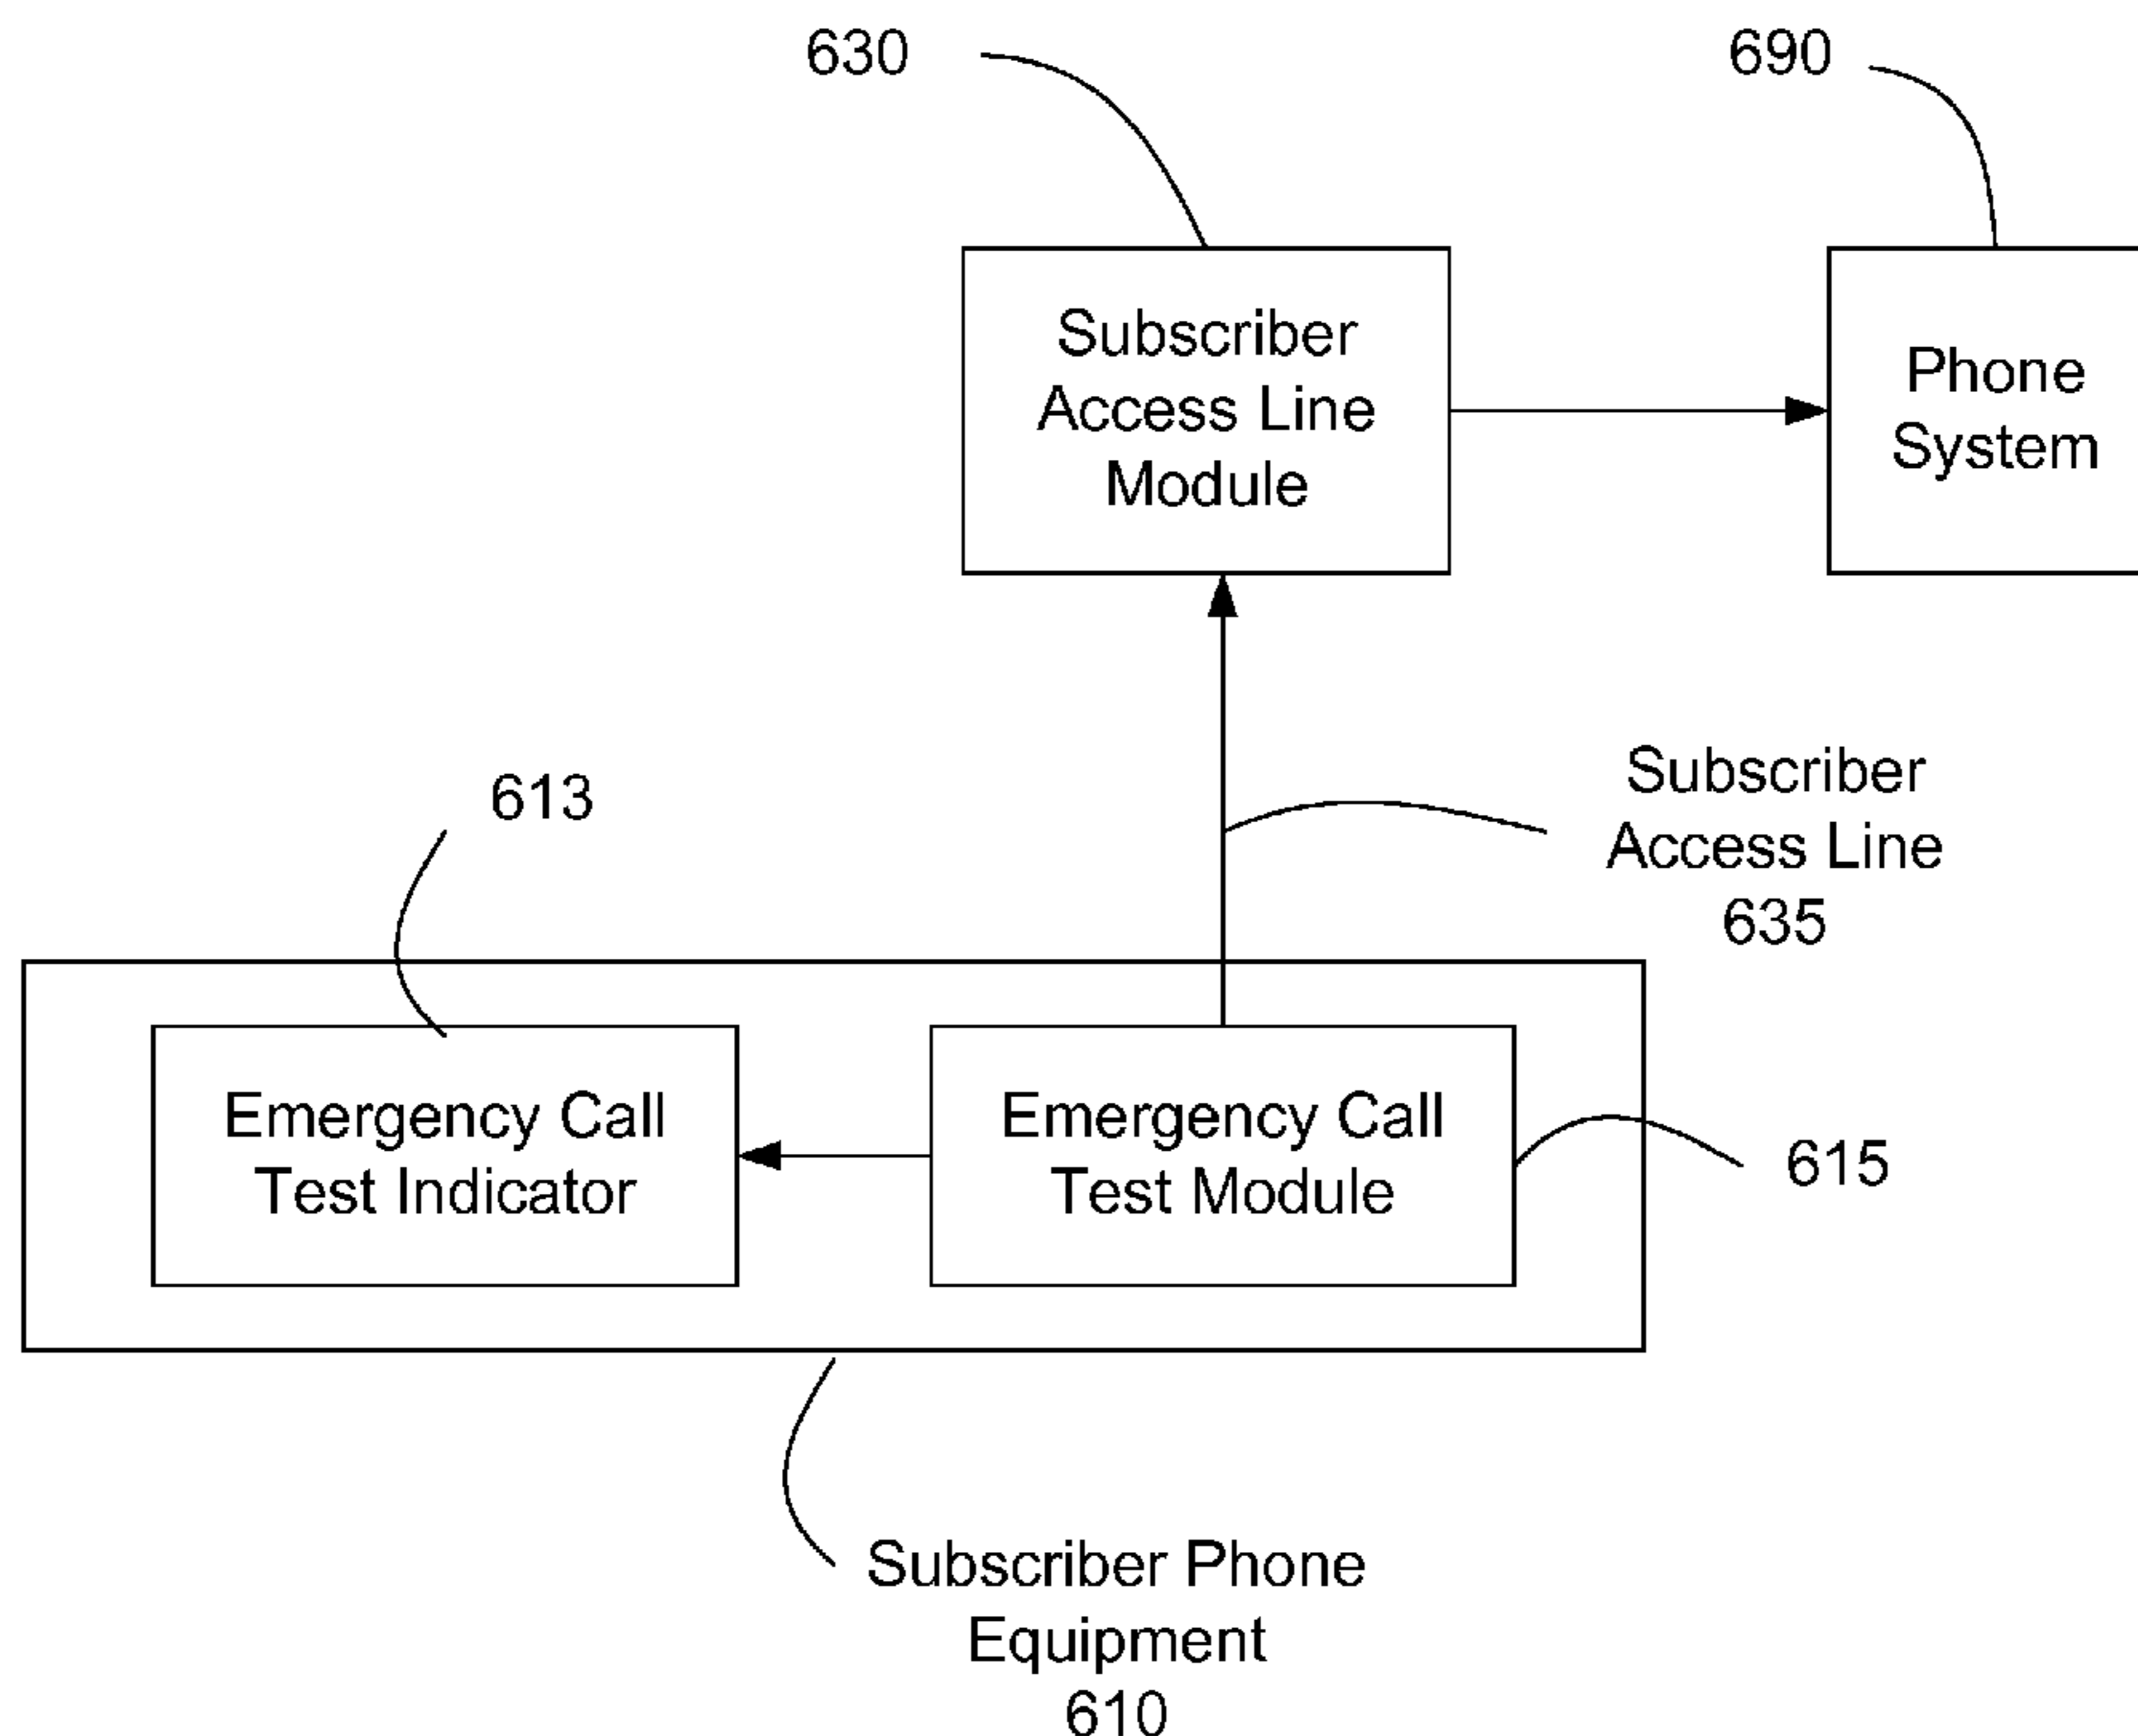 630
690
Subscriber
Access Line
Module
Phone
System
613
Subscriber
Access Line
635
Emergency Call
Test Indicator
Emergency Call
Test Module
615
Subscriber Phone
Equipment
610